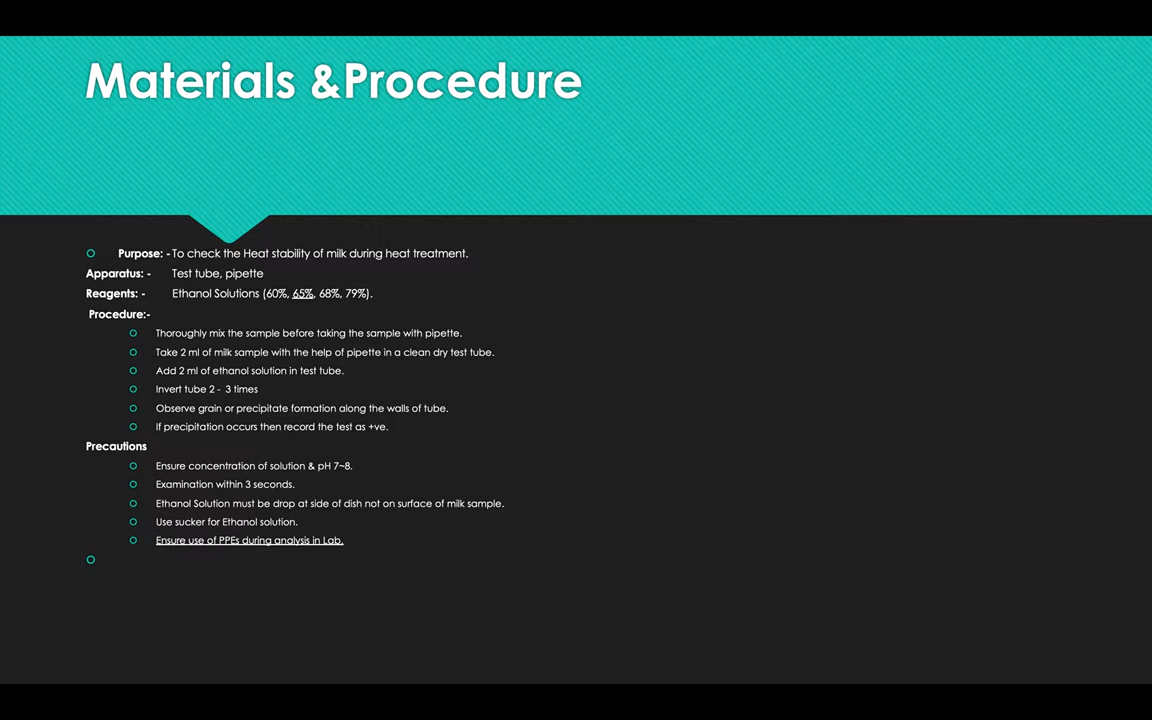 Materials &Procedure
Purpose: - To check the Heat stability of milk during heat treatment.
Apparatus: - Test tube, pipette
Reagents: - Ethanol Solutions (60%, 65%, 68%, 79%).
Procedure:-
Thoroughly mix the sample before taking the sample with pipette.
Take 2 ml of milk sample with the help of pipette in a clean dry test tube.
Add 2 ml of ethanol solution in test tube.
Invert tube 2 - 3 times
Observe grain or precipitate formation along the walls of tube.
If precipitation occurs then record the test as +ve.
Precautions
Ensure concentration of solution & pH 7~8.
Examination within 3 seconds.
Ethanol Solution must be drop at side of dish not on surface of milk sample.
Use sucker for Ethanol solution.
Ensure use of PPEs during analysis in Lab.